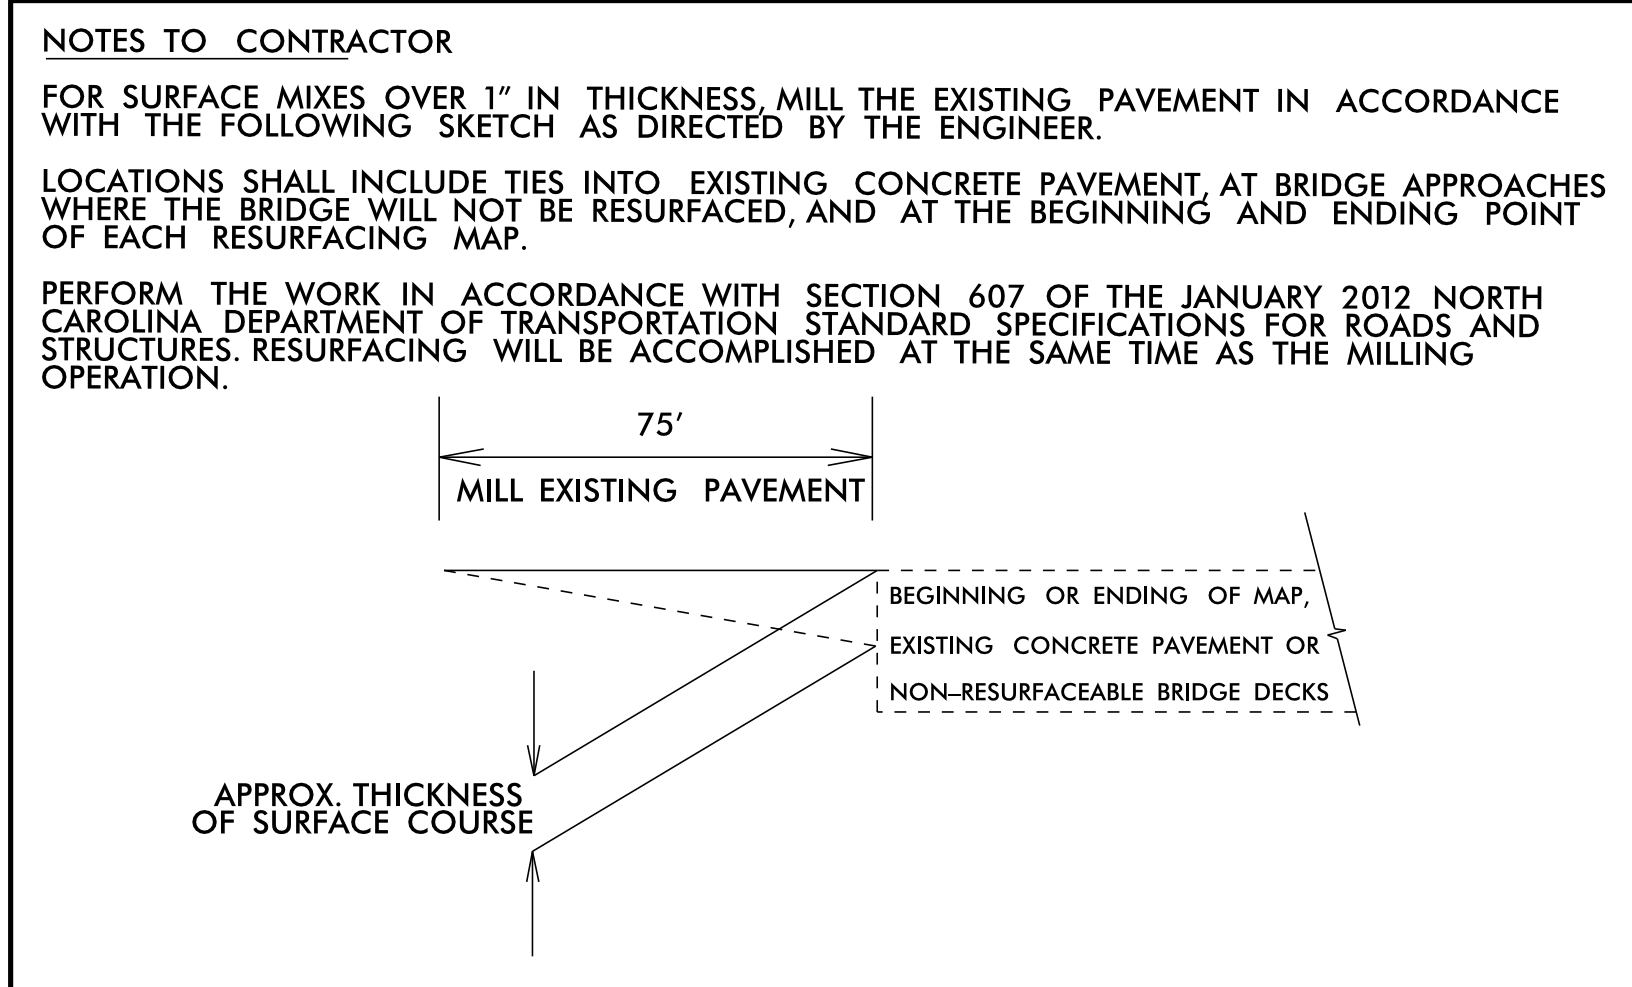 NOTES TO CONTRACTOR
FOR SURFACE MIXES OVER 1" IN THICKNESS, MILL THE EXISTING PAVEMENT IN ACCORDANCE
WITH THE FOLLOWING SKETCH AS DIRECTED BY THE ENGINEER.
LOCATIONS SHALL INCLUDE TIES INTO EXISTING CONCRETE PAVEMENT, AT BRIDGE APPROACHES
WHERE THE BRIDGE WILL NOT BE RESURFACED, AND AT THE BEGINNING AND ENDING POINT
OF EACH RESURFACING MAP.
PERFORM THE WORK IN ACCORDANCE WITH SECTION 607 OF THE JANUARY 2012 NORTH
CAROLINA DEPARTMENT OF TRANSPORTATION STANDARD SPECIFICATIONS FOR ROADS AND
STRUCTURES. RESURFACING WILL BE ACCOMPLISHED AT THE SAME TIME AS THE MILLING
OPERATION.
75'
MILL EXISTING PAVEMENT
BEGINNING OR ENDING OF MAP,
EXISTING CONCRETE PAVEMENT OR
NON-RESURFACEABLE BRIDGE DECKS
APPROX. THICKNESS
OF SURFACE COURSE